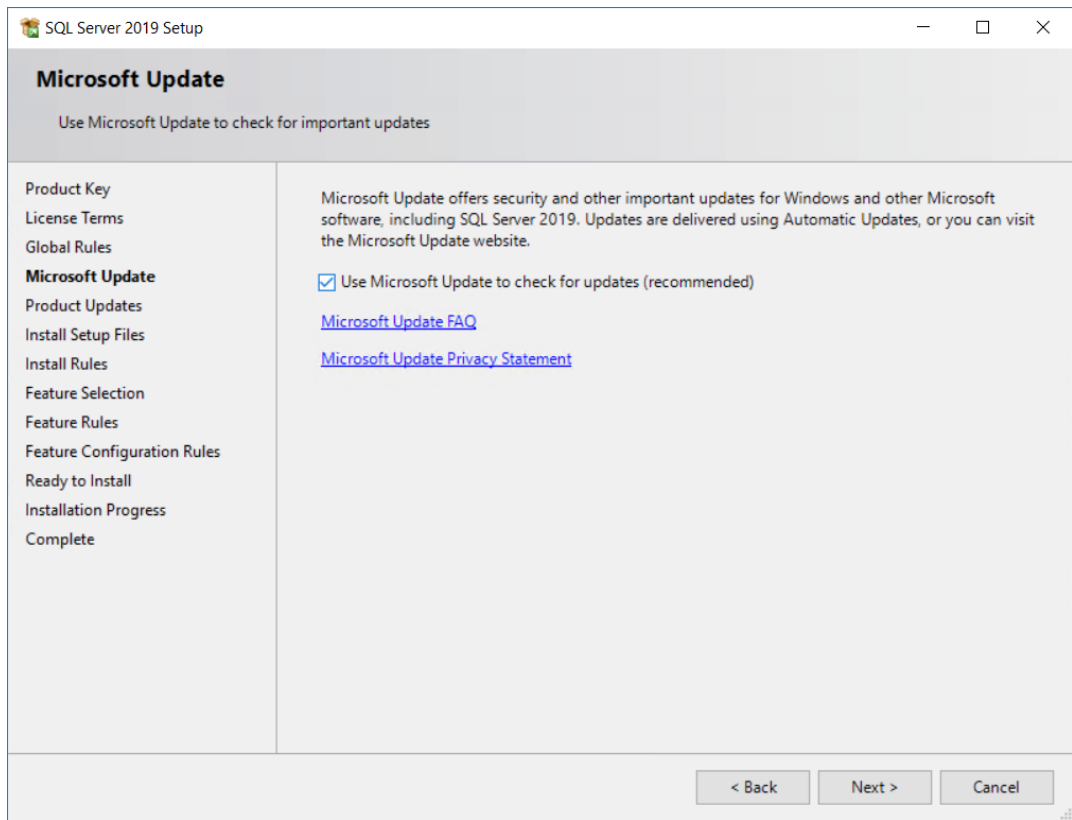 SQL Server 2019 Setup
Microsoft Update
Use Microsoft Update to check for important updates
Product Key
License Terms
Global Rules
Microsoft Update
Product Updates
Install Setup Files
Install Rules
Feature Selection
Feature Rules
Feature Configuration Rules
Ready to Install
Installation Progress
Complete
Microsoft Update offers security and other important updates for Windows and other Microsoft
software, including SQL Server 2019. Updates are delivered using Automatic Updates, or you can visit
the Microsoft Update website.
Use Microsoft Update to check for updates (recommended)
Microsoft Update FAQ
Microsoft Update Privacy Statement
< Back
Next >
Cancel